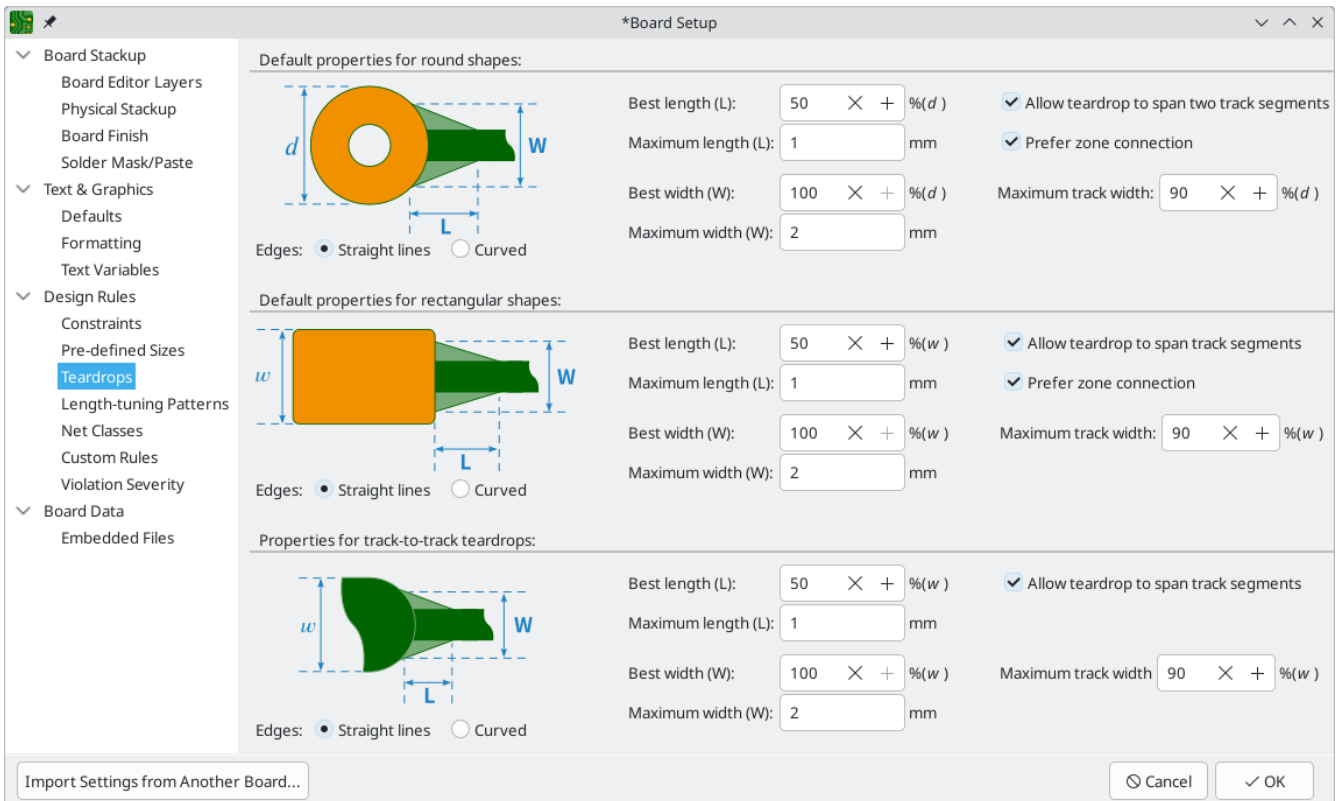 *Board Setup
Board Stackup
Board Editor Layers
Physical Stackup
Board Finish
Solder Mask/Paste
Text & Graphics
Defaults
Formatting
Text Variables
Design Rules
Constraints
Pre-defined Sizes
Teardrops
Length-tuning Patterns
Net Classes
Custom Rules
Violation Severity
Board Data
Embedded Files
Default properties for round shapes:
d
W
L
Edges: Straight lines Curved
Best length (L): 50 %(d ) Allow teardrop to span two track segments
Maximum length (L): 1 mm Prefer zone connection
Best width (W): 100 %(d ) Maximum track width: 90 %(d )
Maximum width (W): 2 mm
Default properties for rectangular shapes:
w
W
L
Edges: Straight lines Curved
Best length (L): 50 %(w ) Allow teardrop to span track segments
Maximum length (L): 1 mm Prefer zone connection
Best width (W): 100 %(w ) Maximum track width: 90 %(w )
Maximum width (W): 2 mm
Properties for track-to-track teardrops:
w
W
L
Edges: Straight lines Curved
Best length (L): 50 %(w ) Allow teardrop to span track segments
Maximum length (L): 1 mm
Best width (W): 100 %(w ) Maximum track width 90 %(w )
Maximum width (W): 2 mm
Import Settings from Another Board... Cancel OK